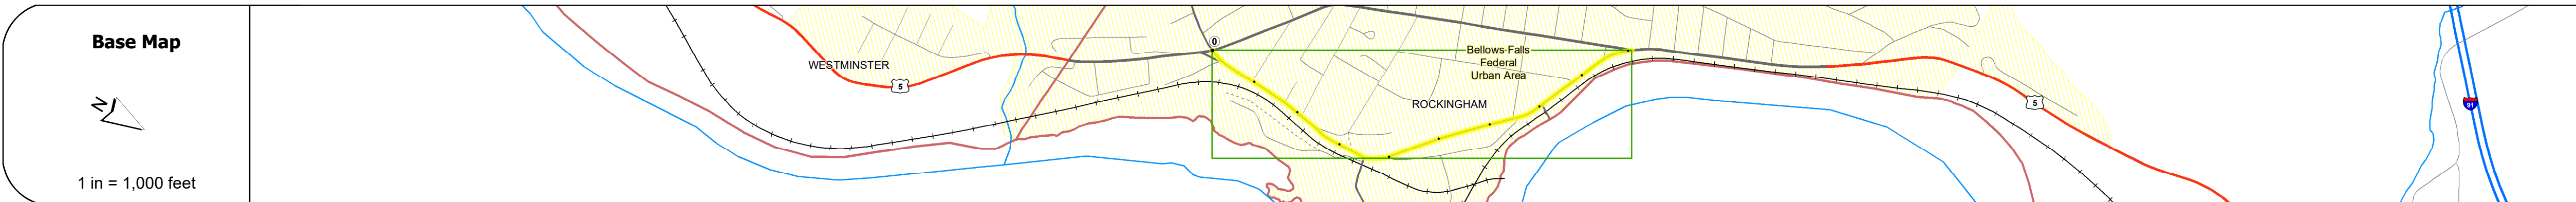 Base Map
N
1 in = 1,000 feet
WESTMINSTER
5
0
Bellows Falls
Federal
Urban Area
ROCKINGHAM
5
91